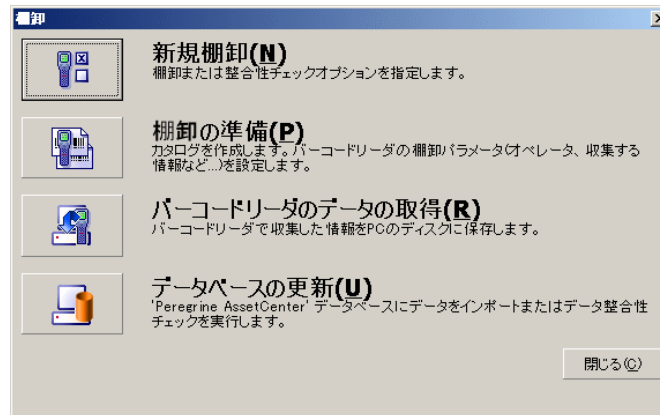 棚卸
新規棚卸(N)
棚卸または整合性チェックオプションを指定します。
棚卸の準備(P)
カタログを作成します。バーコードリーダの棚卸パラメータ(オペレータ、収集する
情報など...)を設定します。
バーコードリーダのデータの取得(R)
バーコードリーダで収集した情報をPCのディスクに保存します。
データベースの更新(U)
'Peregrine AssetCenter' データベースにデータをインポートまたはデータ整合性
チェックを実行します。
閉じる(C)